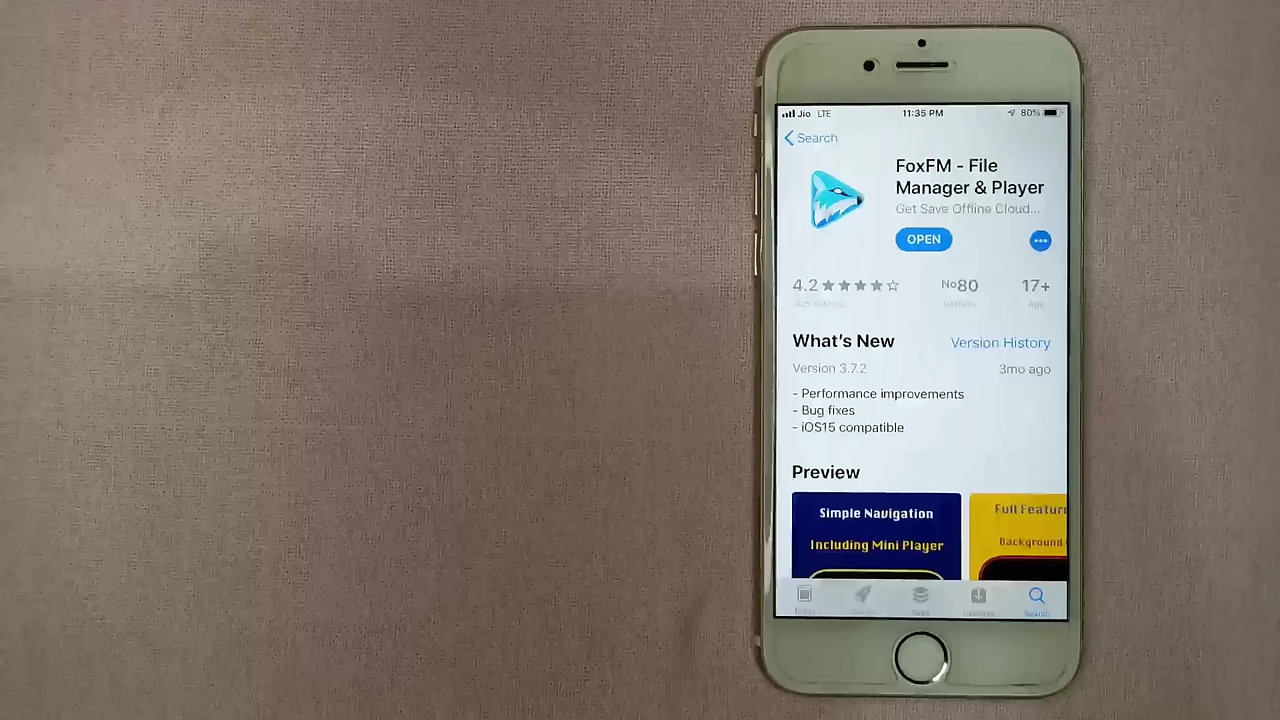 Jio LTE 11:35 PM 80%
Search
FoxFM - File
Manager & Player
Get Save Offline Cloud...
OPEN
4.2 No80 17+
Age
What's New Version History
Version 3.7.2 3mo ago
- Performance improvements
- Bug fixes
- iOS15 compatible
Preview
Simple Navigation Full Featur
Including Mini Player Background
Updates Search